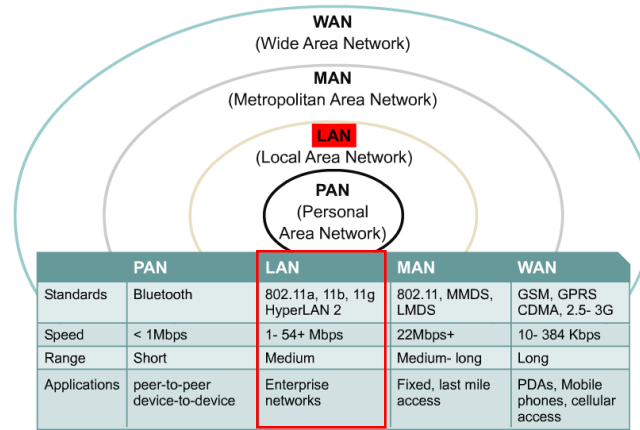 WAN
(Wide Area Network)
MAN
(Metropolitan Area Network)
LAN
(Local Area Network)
PAN
(Personal
Area Network)
PAN LAN MAN WAN
Standards Bluetooth 802.11a, 11b, 11g 802.11, MMDS, GSM, GPRS
HyperLAN 2 LMDS CDMA, 2.5- 3G
Speed < 1Mbps 1- 54+ Mbps 22Mbps+ 10- 384 Kbps
Range Short Medium Medium- long Long
Applications peer-to-peer Enterprise Fixed, last mile PDAs, Mobile
device-to-device networks access phones, cellular
access